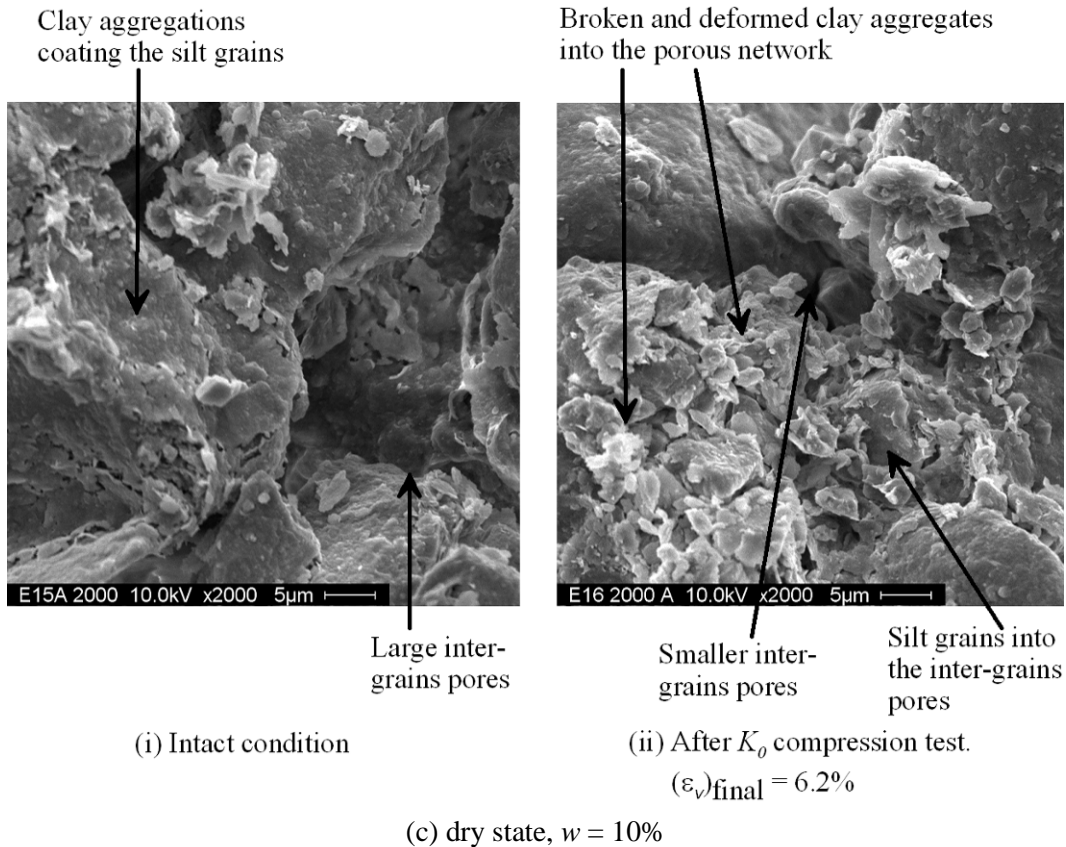 Clay aggregations
coating the silt grains
Broken and deformed clay aggregates
into the porous network
E15A 2000 10.0kV x2000 5µm
E16 2000 A 10.0kV x2000 5µm
Large inter-
grains pores
Smaller inter-
grains pores
Silt grains into
the inter-grains
pores
(i) Intact condition
(ii) After K₀ compression test.
(εᵥ)final = 6.2%
(c) dry state, w = 10%